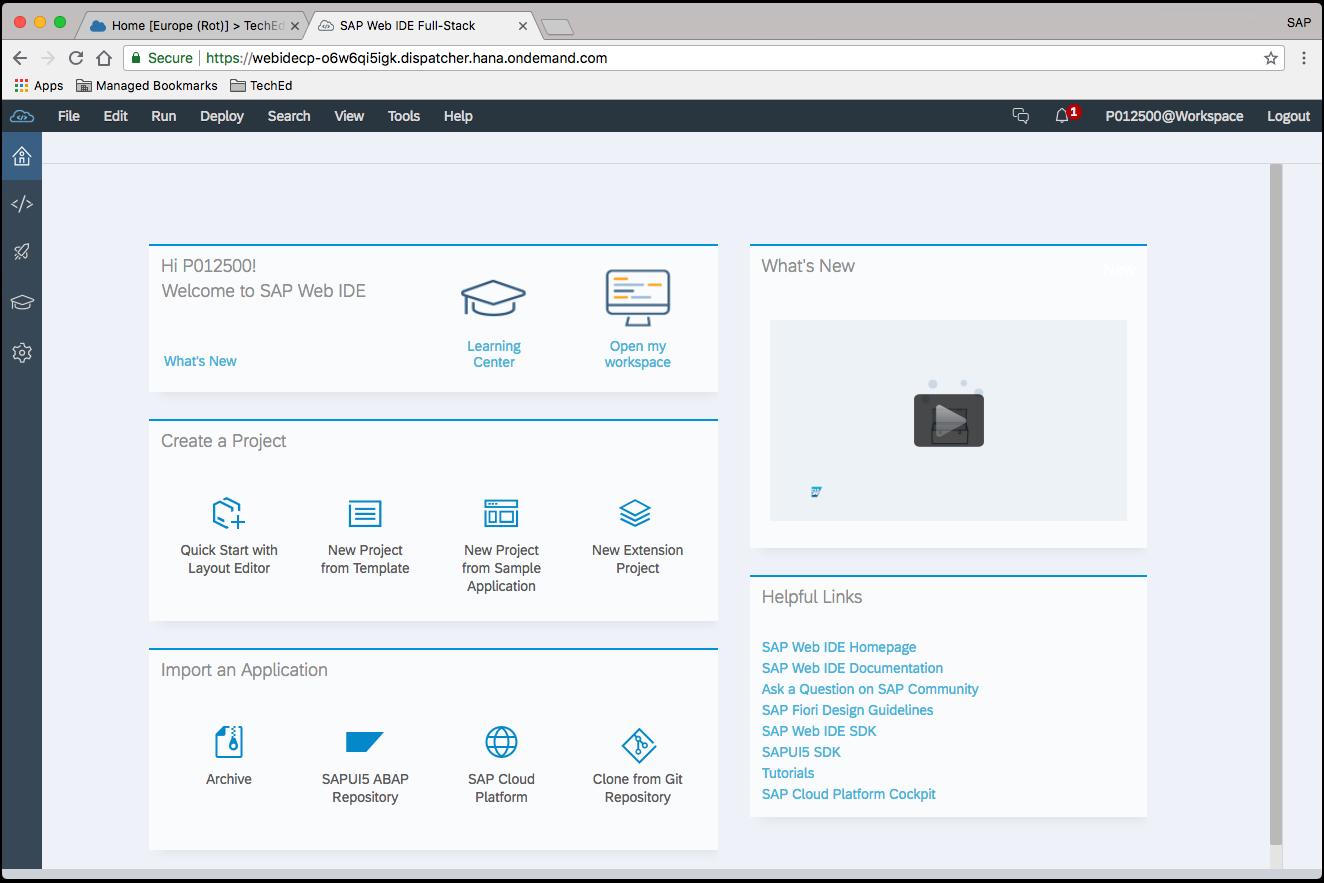 Home [Europe (Rot)] > TechEd
SAP Web IDE Full-Stack
SAP
Secure https://webidecp-o6w6qi5igk.dispatcher.hana.ondemand.com
Apps Managed Bookmarks TechEd
File Edit Run Deploy Search View Tools Help 1 P012500@Workspace Logout
Hi P012500!
Welcome to SAP Web IDE
What's New
Learning
Center
Open my
workspace
Create a Project
Quick Start with
Layout Editor
New Project
from Template
New Project
from Sample
Application
New Extension
Project
Import an Application
Archive
SAPUI5 ABAP
Repository
SAP Cloud
Platform
Clone from Git
Repository
What's New
New
SAP
Helpful Links
SAP Web IDE Homepage
SAP Web IDE Documentation
Ask a Question on SAP Community
SAP Fiori Design Guidelines
SAP Web IDE SDK
SAPUI5 SDK
Tutorials
SAP Cloud Platform Cockpit